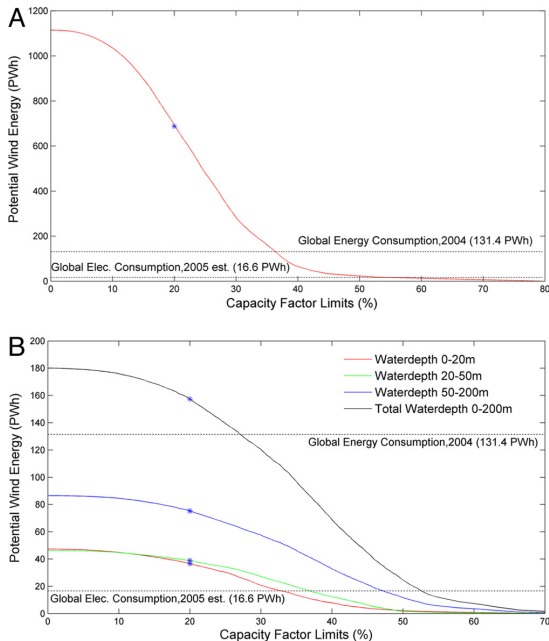 A
1200
1000
800
600
400
200
0
Potential Wind Energy (PWh)
Global Energy Consumption,2004 (131.4 PWh)
Global Elec. Consumption,2005 est. (16.6 PWh)
0 10 20 30 40 50 60 70 80
Capacity Factor Limits (%)
B
200
180
160
140
120
100
80
60
40
20
0
Potential Wind Energy (PWh)
Waterdepth 0-20m
Waterdepth 20-50m
Waterdepth 50-200m
Total Waterdepth 0-200m
Global Energy Consumption,2004 (131.4 PWh)
Global Elec. Consumption,2005 est. (16.6 PWh)
0 10 20 30 40 50 60 70
Capacity Factor Limits (%)